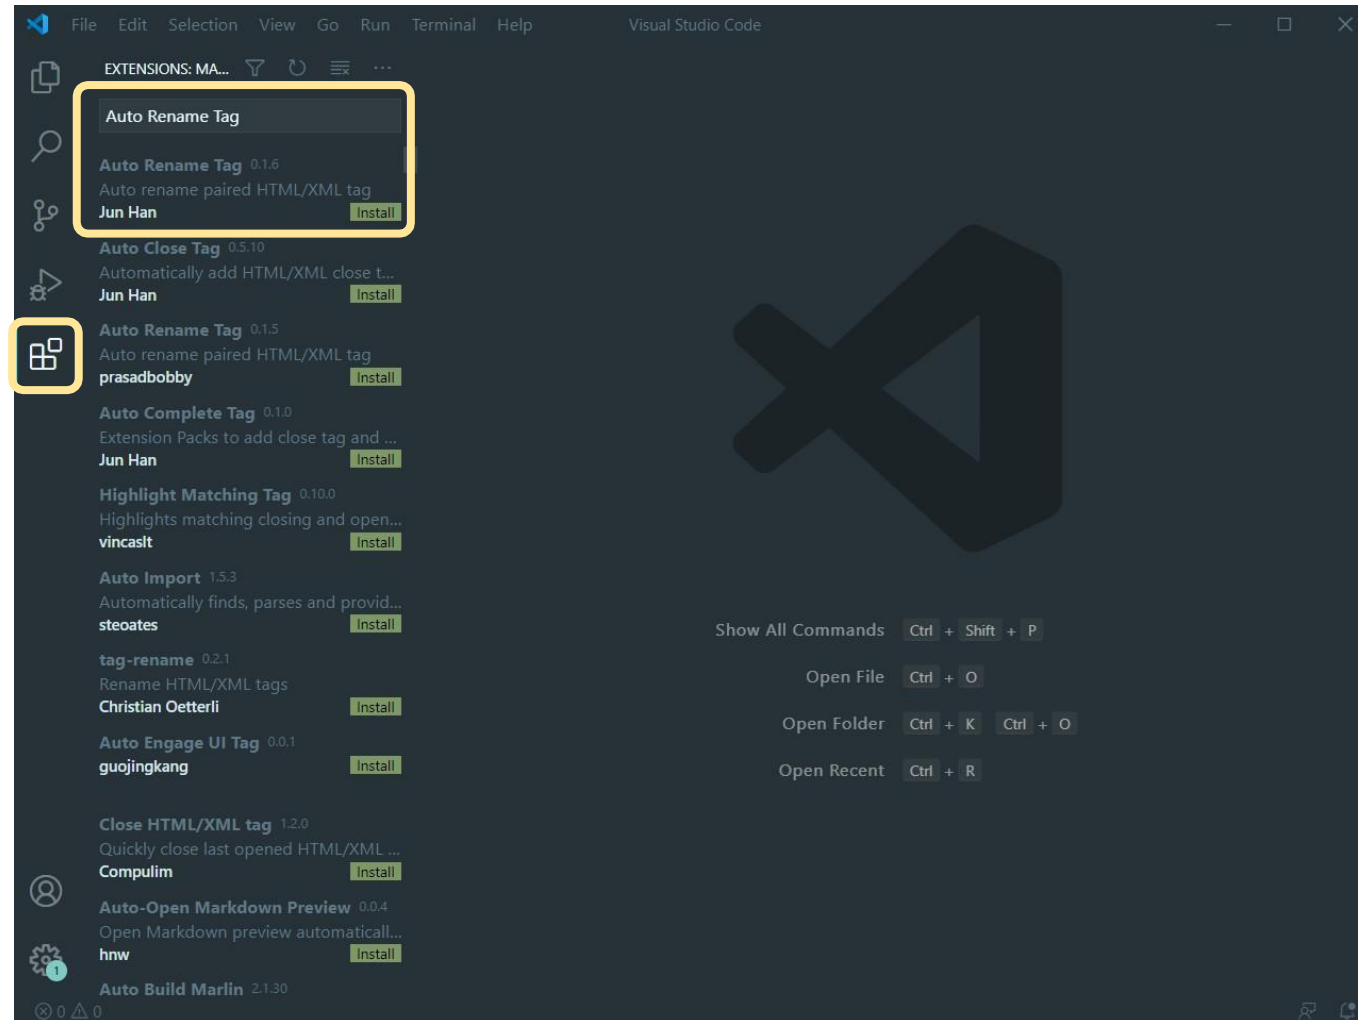 File Edit Selection View Go Run Terminal Help Visual Studio Code
EXTENSIONS: MA...
Auto Rename Tag
Auto Rename Tag 0.1.6
Auto rename paired HTML/XML tag
Jun Han Install
Auto Close Tag 0.5.10
Automatically add HTML/XML close t...
Jun Han Install
Auto Rename Tag 0.1.5
Auto rename paired HTML/XML tag
prasadbobby Install
Auto Complete Tag 0.1.0
Extension Packs to add close tag and ...
Jun Han Install
Highlight Matching Tag 0.10.0
Highlights matching closing and open...
vincaslt Install
Auto Import 1.5.3
Automatically finds, parses and provid...
steoates Install
tag-rename 0.2.1
Rename HTML/XML tags
Christian Oetterli Install
Auto Engage UI Tag 0.0.1
guojingkang Install
Close HTML/XML tag 1.2.0
Quickly close last opened HTML/XML ...
Compulim Install
Auto-Open Markdown Preview 0.0.4
Open Markdown preview automaticall...
hnw Install
Auto Build Marlin 2.1.30
Show All Commands Ctrl + Shift + P
Open File Ctrl + O
Open Folder Ctrl + K Ctrl + O
Open Recent Ctrl + R
1
0 0